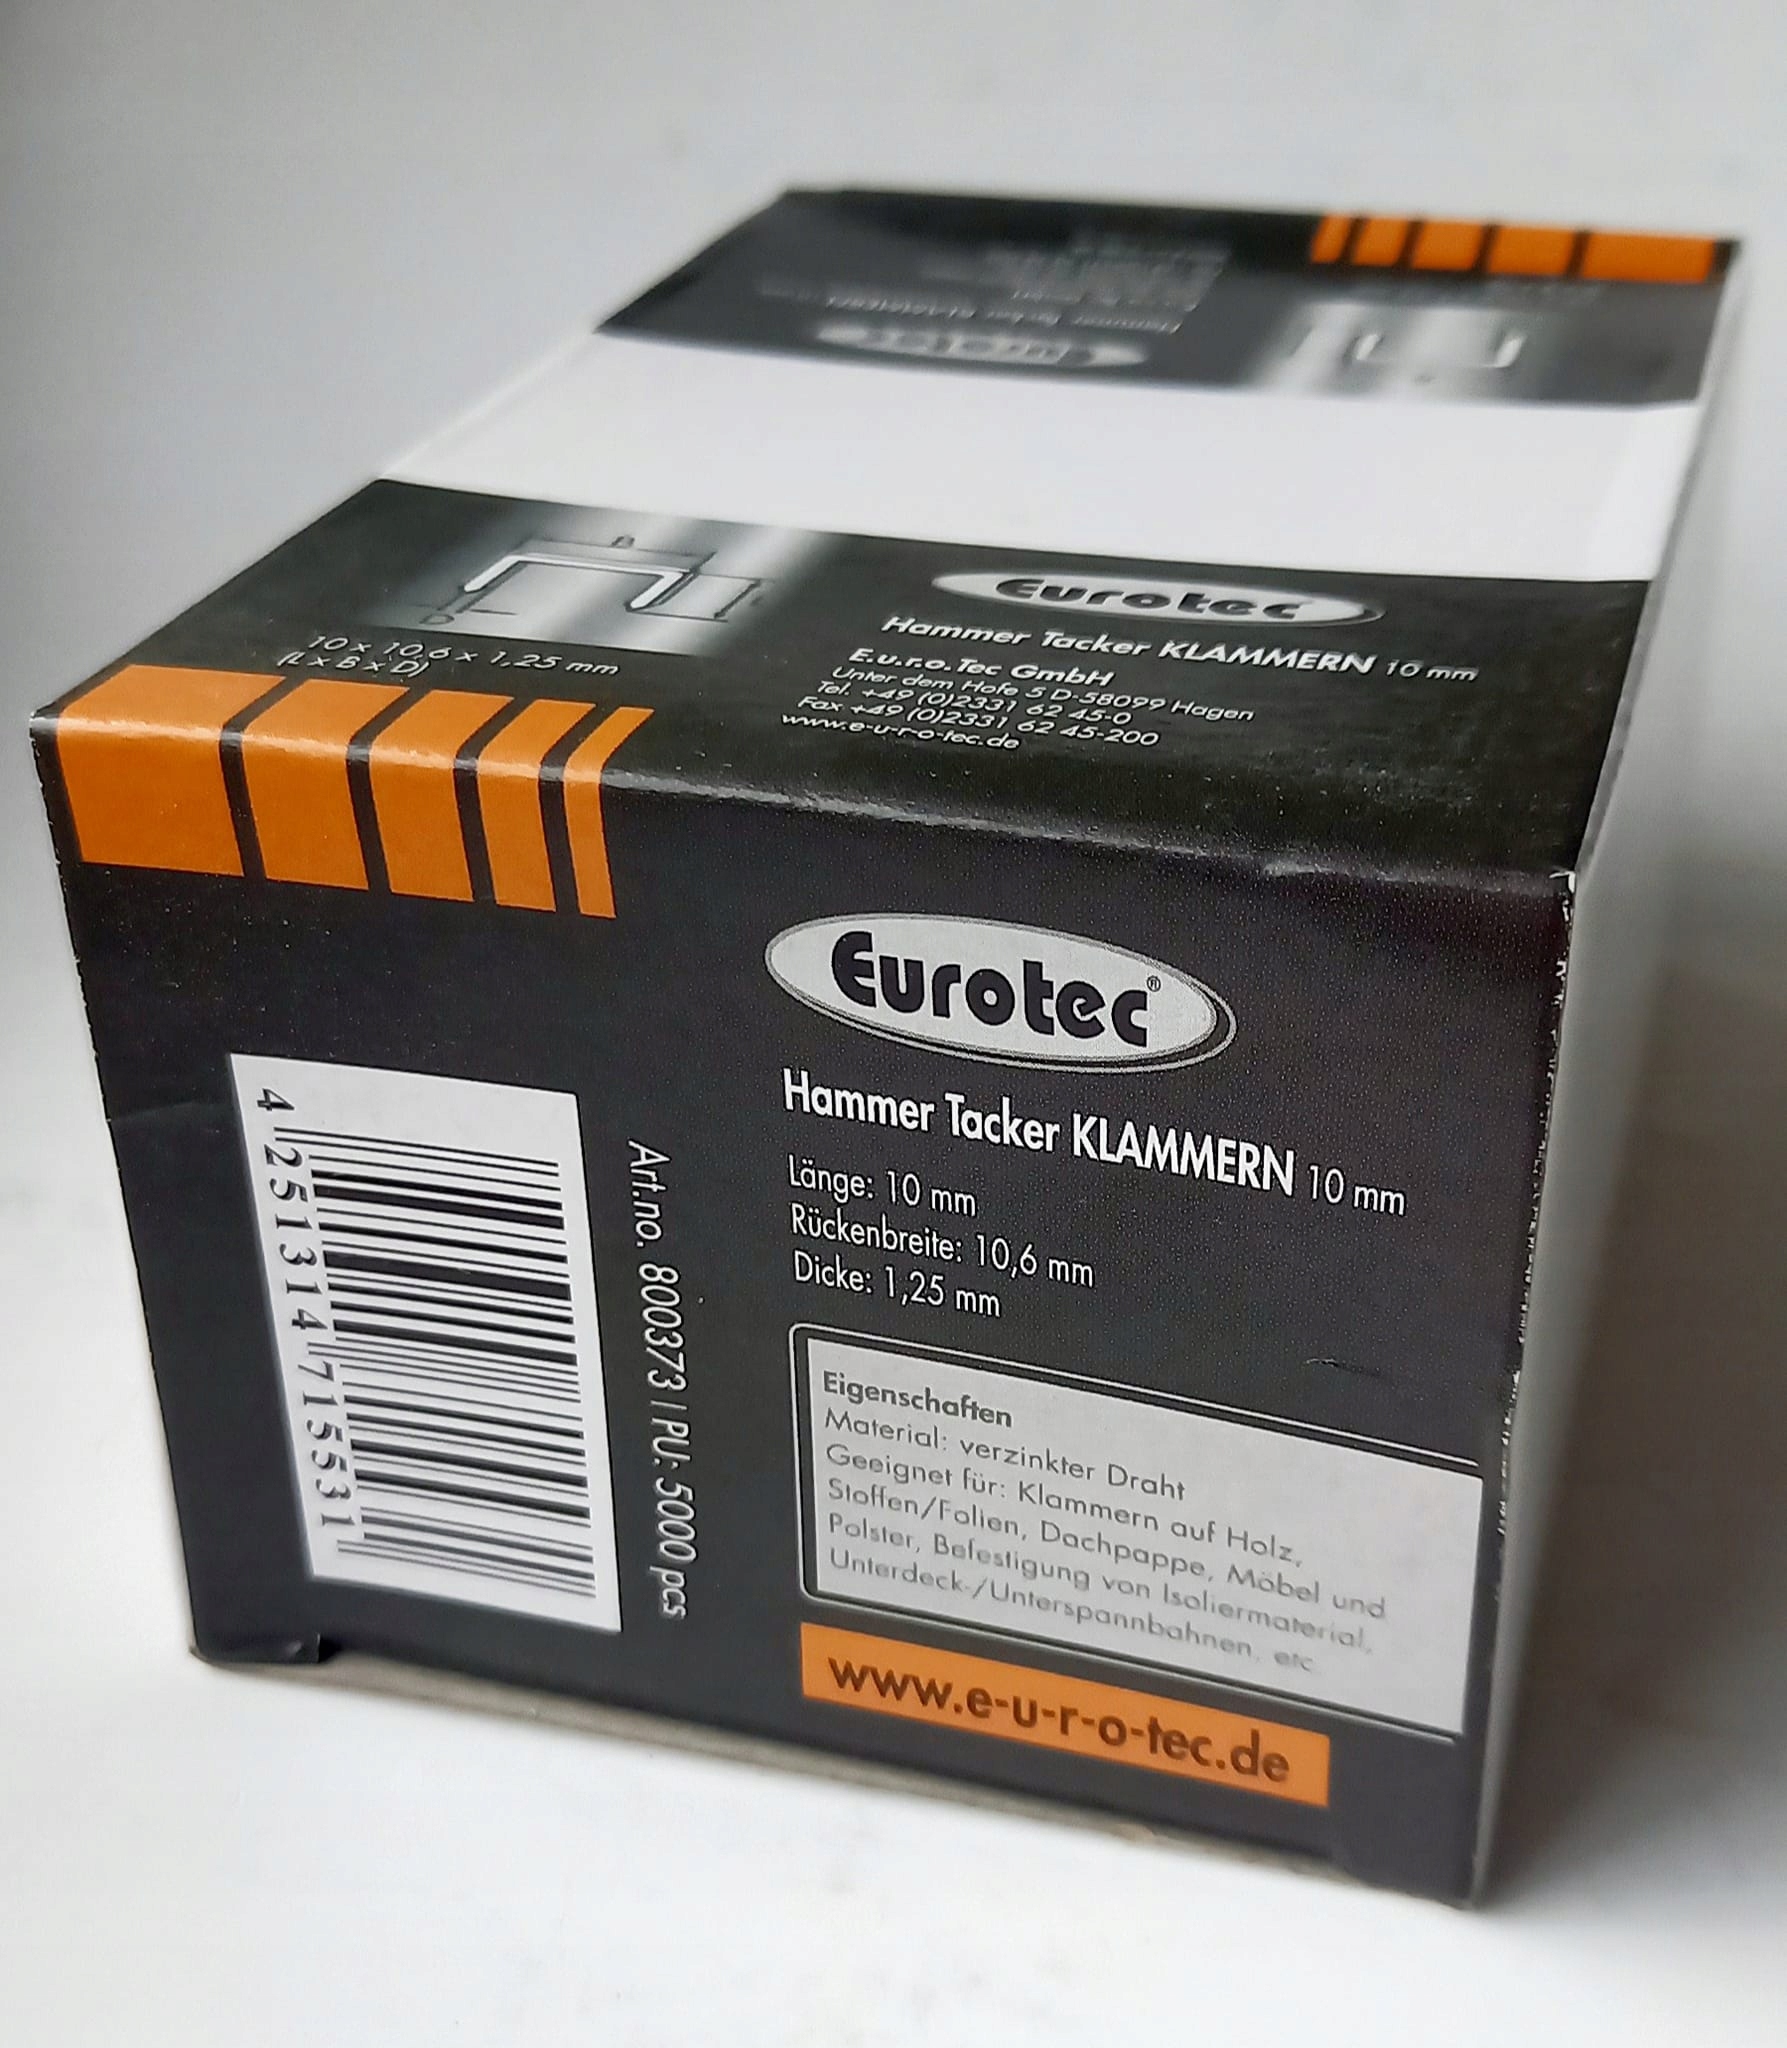 B
L
D
10 x 10,6 x 1,25 mm
(L x B x D)
Eurotec
Hammer Tacker KLAMMERN 10 mm
E.u.r.o.Tec GmbH
Unter dem Hofe 5 D-58099 Hagen
Tel. +49 (0)2331 62 45-0
Fax +49 (0)2331 62 45-200
www.e-u-r-o-tec.de
Eurotec®
Hammer Tacker KLAMMERN 10 mm
Länge: 10 mm
Rückenbreite: 10,6 mm
Dicke: 1,25 mm
Eigenschaften
Material: verzinkter Draht
Geeignet für: Klammern auf Holz,
Stoffen/Folien, Dachpappe, Möbel und
Polster, Befestigung von Isoliermaterial,
Unterdeck-/Unterspannbahnen, etc.
www.e-u-r-o-tec.de
Art.no. 800373 | PU: 5000 pcs
4 251314 715531